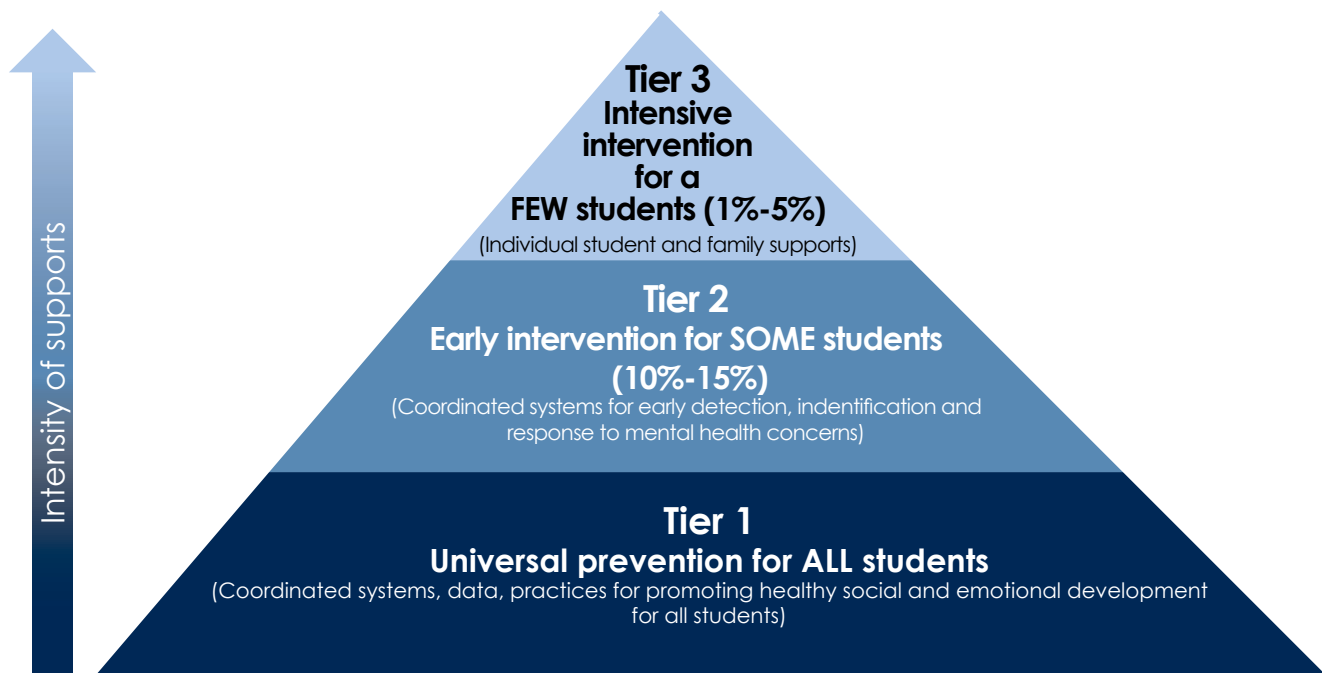 Intensity of supports
Tier 3
Intensive
intervention
for a
FEW students (1%-5%)
(Individual student and family supports)
Tier 2
Early intervention for SOME students
(10%-15%)
(Coordinated systems for early detection, indentification and
response to mental health concerns)
Tier 1
Universal prevention for ALL students
(Coordinated systems, data, practices for promoting healthy social and emotional development
for all students)